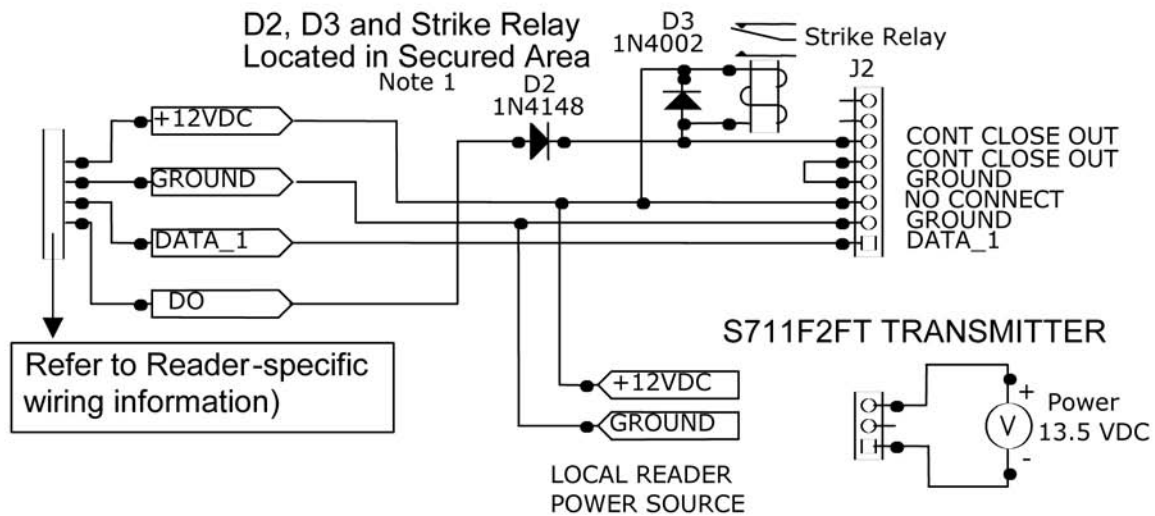 D2, D3 and Strike Relay
Located in Secured Area
Note 1
D2
1N4148
D3
1N4002
Strike Relay
J2
+12VDC
GROUND
DATA_1
DO
CONT CLOSE OUT
CONT CLOSE OUT
GROUND
NO CONNECT
GROUND
DATA_1
Refer to Reader-specific
wiring information)
+12VDC
GROUND
LOCAL READER
POWER SOURCE
S711F2FT TRANSMITTER
+
V
-
Power
13.5 VDC